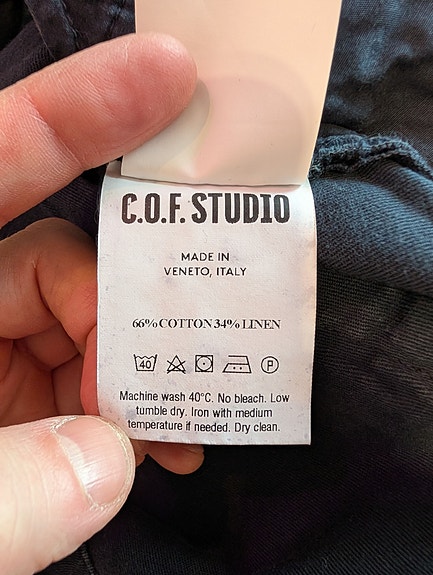 C.O.F. STUDIO
MADE IN
VENETO, ITALY
66% COTTON 34% LINEN
40 P
Machine wash 40°C. No bleach. Low
tumble dry. Iron with medium
temperature if needed. Dry clean.